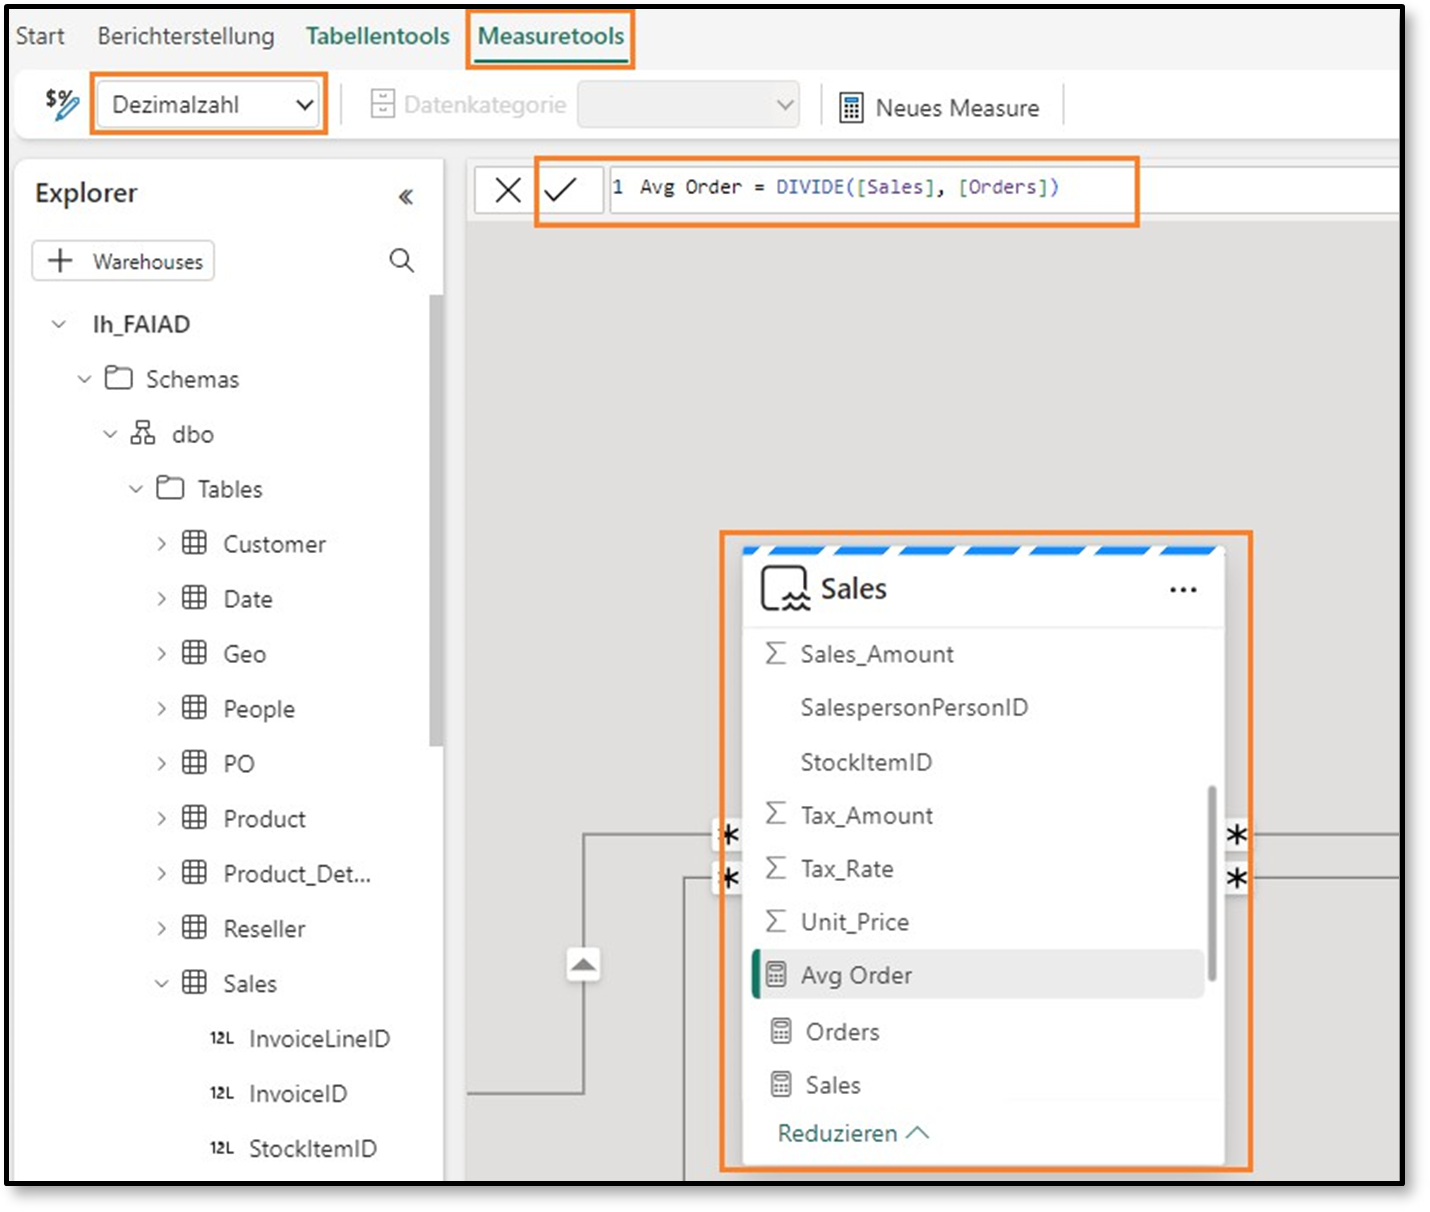 Start Berichterstellung Tabellentools Measuretools
$% Dezimalzahl Datenkategorie Neues Measure
Explorer «
1 Avg Order = DIVIDE([Sales], [Orders])
+ Warehouses
lh_FAIAD
Schemas
dbo
Tables
Customer
Date
Geo
People
PO
Product
Product_Det...
Reseller
Sales
12L InvoiceLineID
12L InvoiceID
12L StockItemID
Sales ...
Σ Sales_Amount
SalespersonPersonID
StockItemID
Σ Tax_Amount
Σ Tax_Rate
Σ Unit_Price
Avg Order
Orders
Sales
Reduzieren
* *
* *